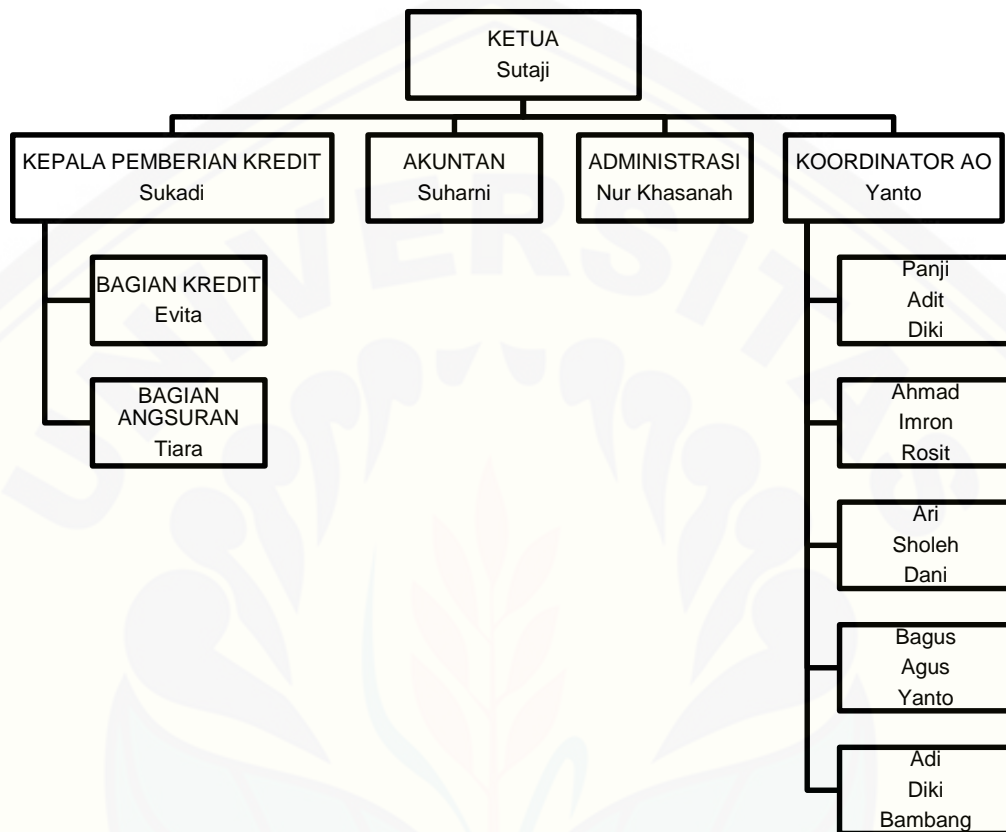 KETUA
Sutaji
KEPALA PEMBERIAN KREDIT
Sukadi
AKUNTAN
Suharni
ADMINISTRASI
Nur Khasanah
KOORDINATOR AO
Yanto
BAGIAN KREDIT
Evita
BAGIAN
ANGSURAN
Tiara
Panji
Adit
Diki
Ahmad
Imron
Rosit
Ari
Sholeh
Dani
Bagus
Agus
Yanto
Adi
Diki
Bambang
UNIVERSITAS